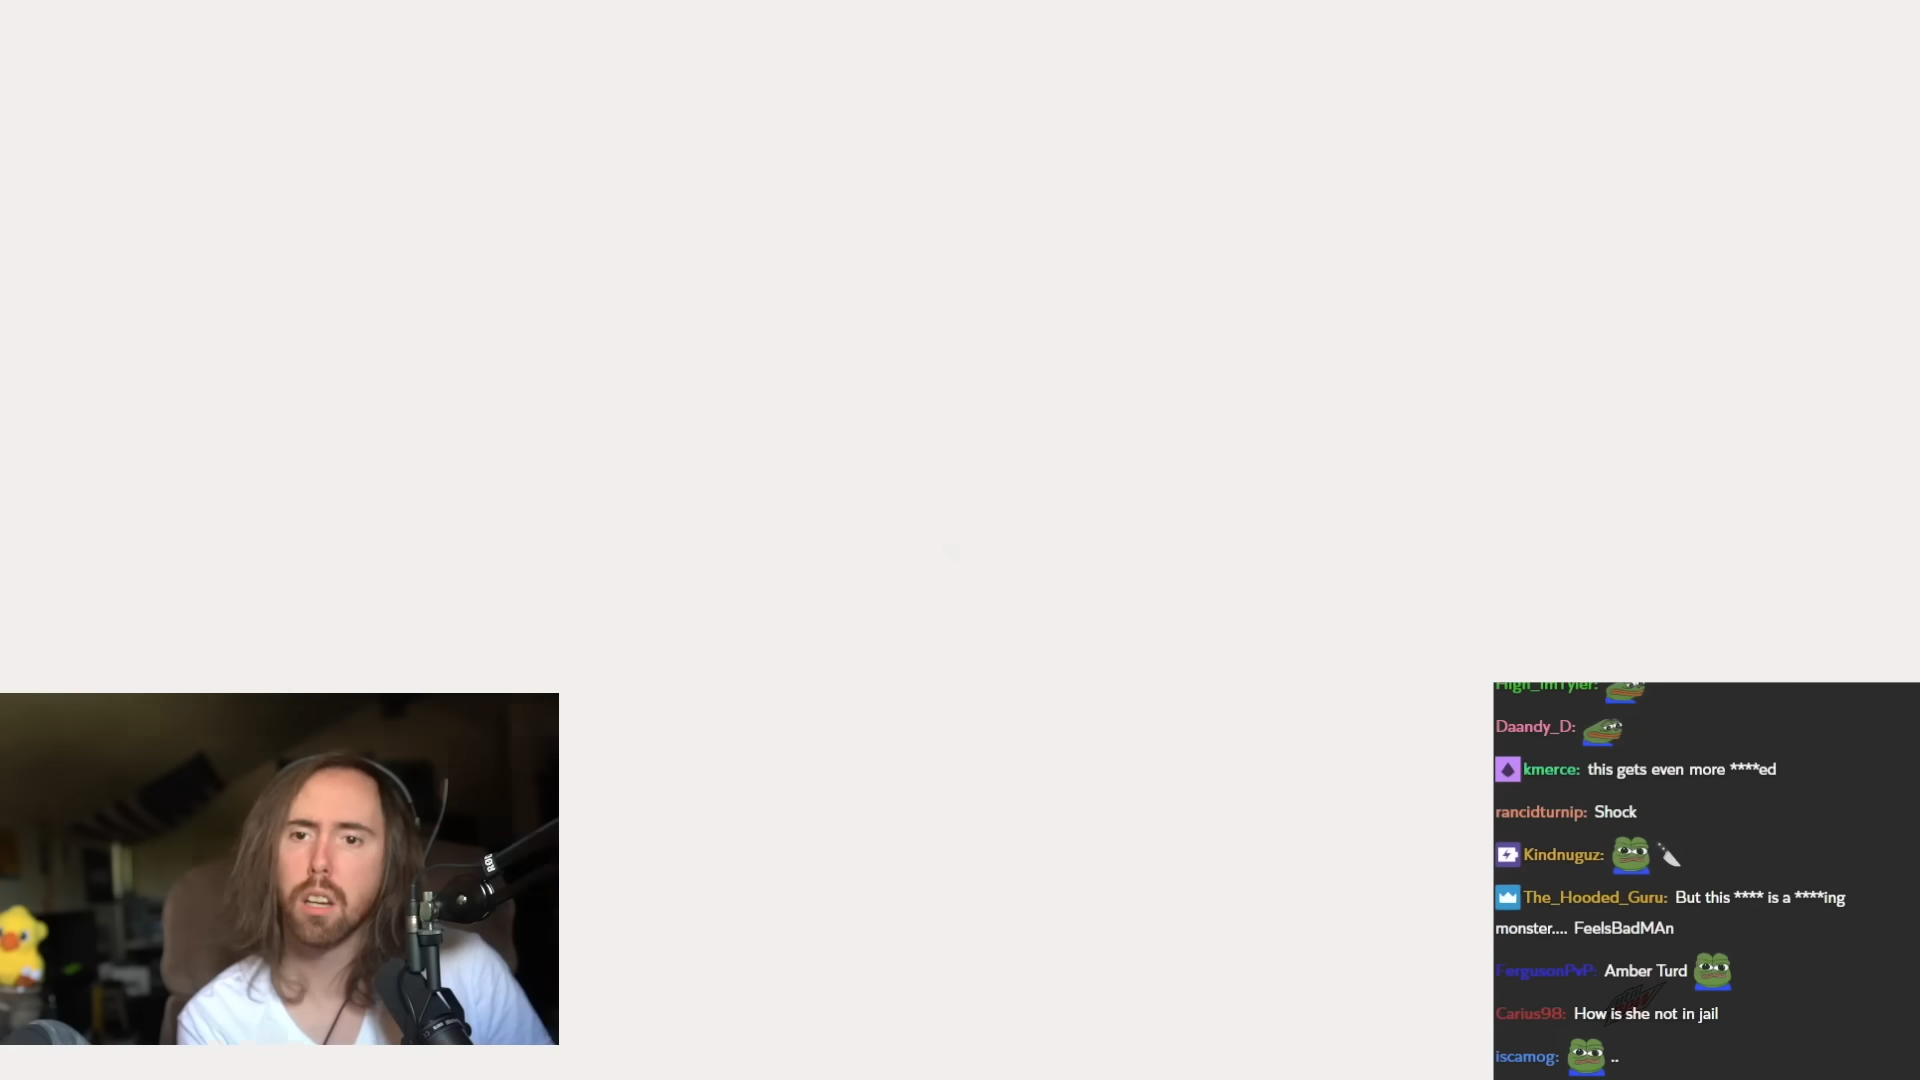 High_ImTyler:
Daandy_D:
kmerce: this gets even more ****ed
rancidturnip: Shock
Kindnuguz:
The_Hooded_Guru: But this **** is a ****ing
monster.... FeelsBadMAn
FergusonPvP: Amber Turd
Carius98: How is she not in jail
iscamog: ..